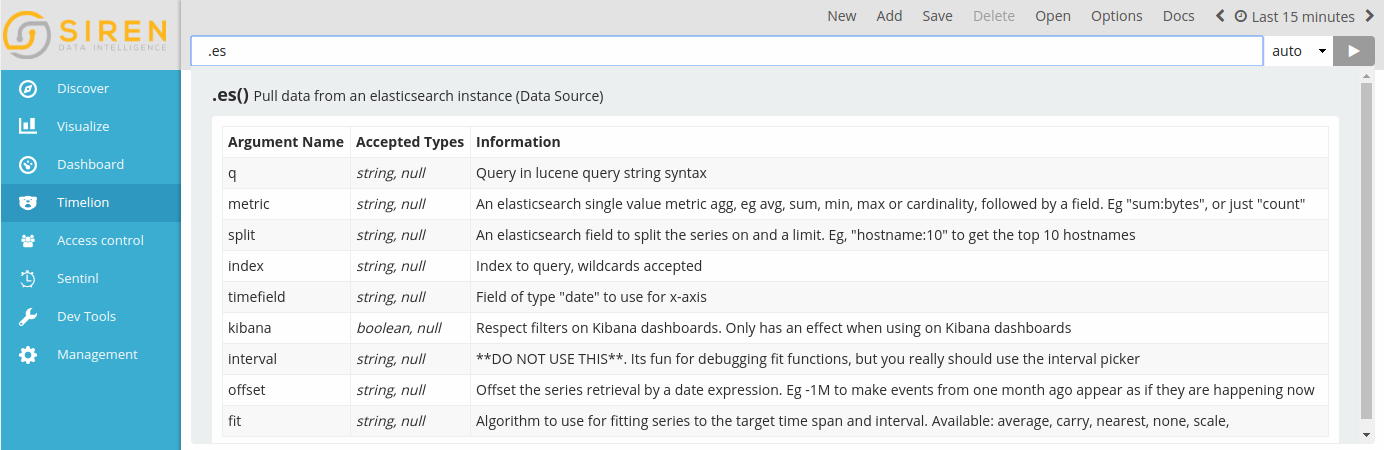 SIREN
DATA INTELLIGENCE
New Add Save Delete Open Options Docs Last 15 minutes
.es auto
Discover
Visualize
Dashboard
Timelion
Access control
Sentinl
Dev Tools
Management
.es() Pull data from an elasticsearch instance (Data Source)
Argument Name Accepted Types Information
q string, null Query in lucene query string syntax
metric string, null An elasticsearch single value metric agg, eg avg, sum, min, max or cardinality, followed by a field. Eg "sum:bytes", or just "count"
split string, null An elasticsearch field to split the series on and a limit. Eg, "hostname:10" to get the top 10 hostnames
index string, null Index to query, wildcards accepted
timefield string, null Field of type "date" to use for x-axis
kibana boolean, null Respect filters on Kibana dashboards. Only has an effect when using on Kibana dashboards
interval string, null **DO NOT USE THIS**. Its fun for debugging fit functions, but you really should use the interval picker
offset string, null Offset the series retrieval by a date expression. Eg -1M to make events from one month ago appear as if they are happening now
fit string, null Algorithm to use for fitting series to the target time span and interval. Available: average, carry, nearest, none, scale,